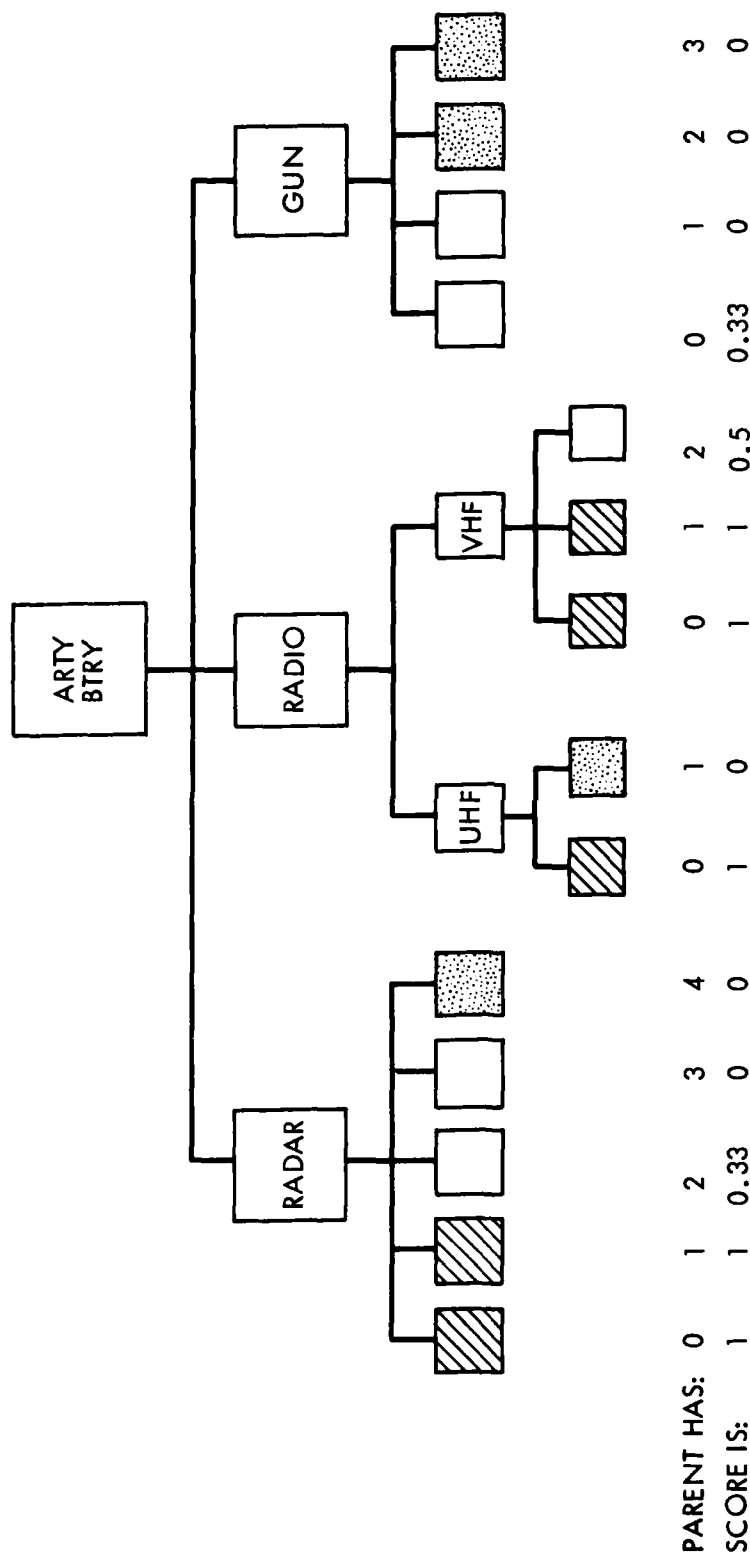 ARTY
BTRY
RADAR
RADIO
GUN
UHF
VHF
PARENT HAS: 0 1 2 3 4 0 1 0 1 2 0 1 2 3
SCORE IS: 1 1 0.33 0 0 1 0 1 1 0.5 0.33 0 0 0